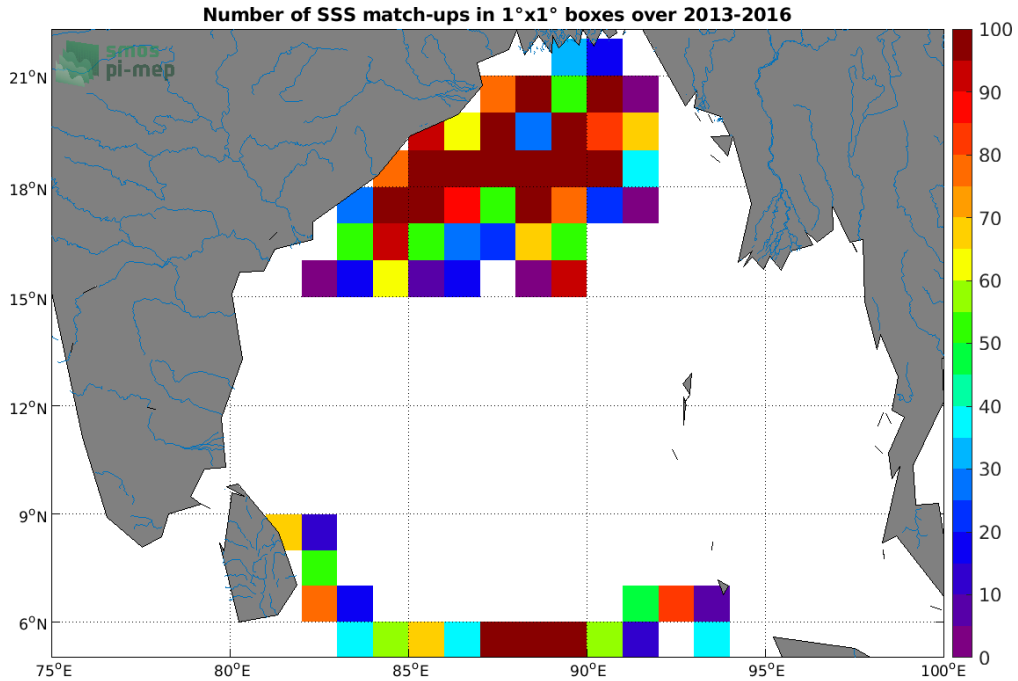 Number of SSS match-ups in 1°x1° boxes over 2013-2016
smos
pi-mep
21°N
18°N
15°N
12°N
9°N
6°N
75°E
80°E
85°E
90°E
95°E
100°E
100
90
80
70
60
50
40
30
20
10
0